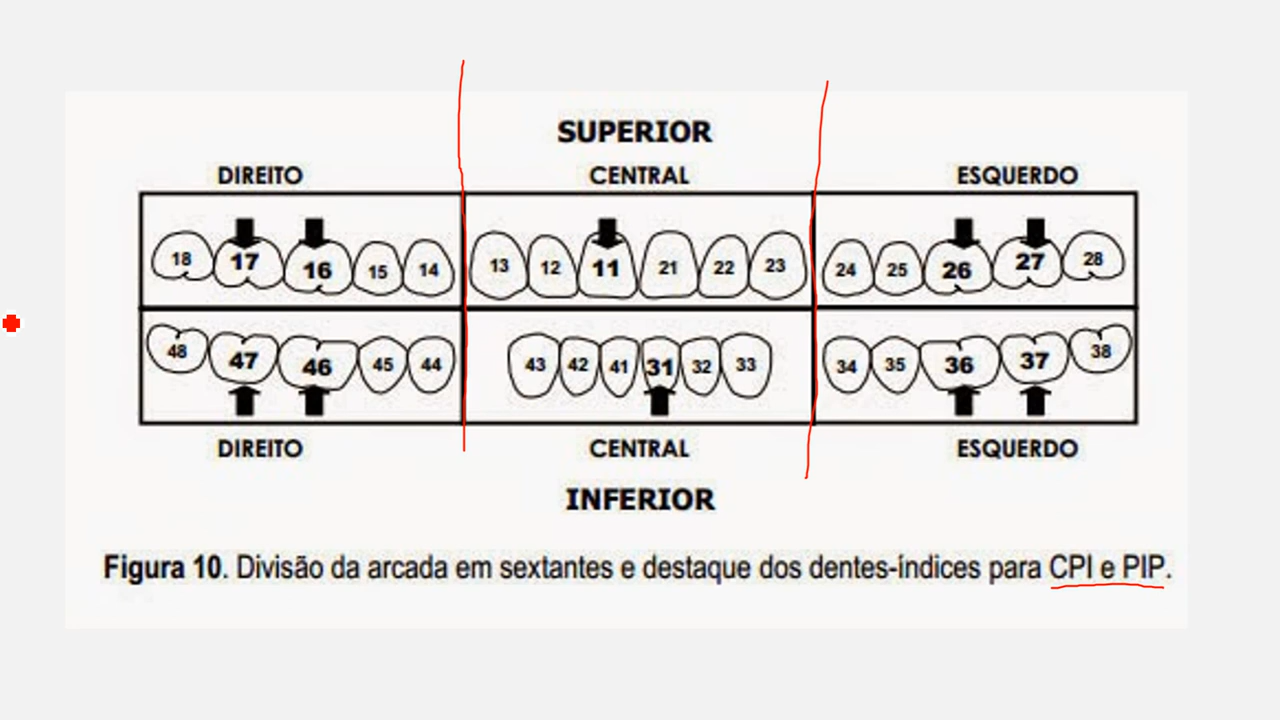 SUPERIOR
DIREITO CENTRAL ESQUERDO
18 17 16 15 14 13 12 11 21 22 23 24 25 26 27 28
48 47 46 45 44 43 42 41 31 32 33 34 35 36 37 38
DIREITO CENTRAL ESQUERDO
INFERIOR
Figura 10. Divisão da arcada em sextantes e destaque dos dentes-índices para CPI e PIP.